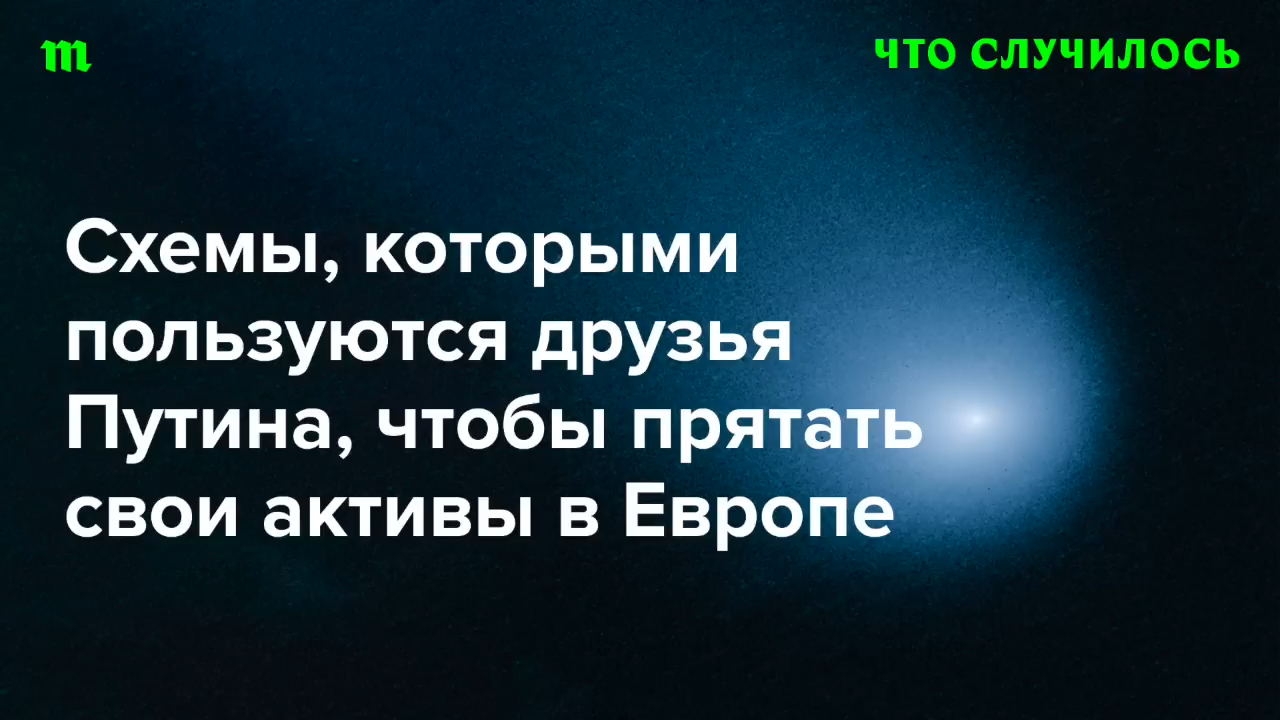 m
ЧТО СЛУЧИЛОСЬ
Схемы, которыми
пользуются друзья
Путина, чтобы прятать
свои активы в Европе